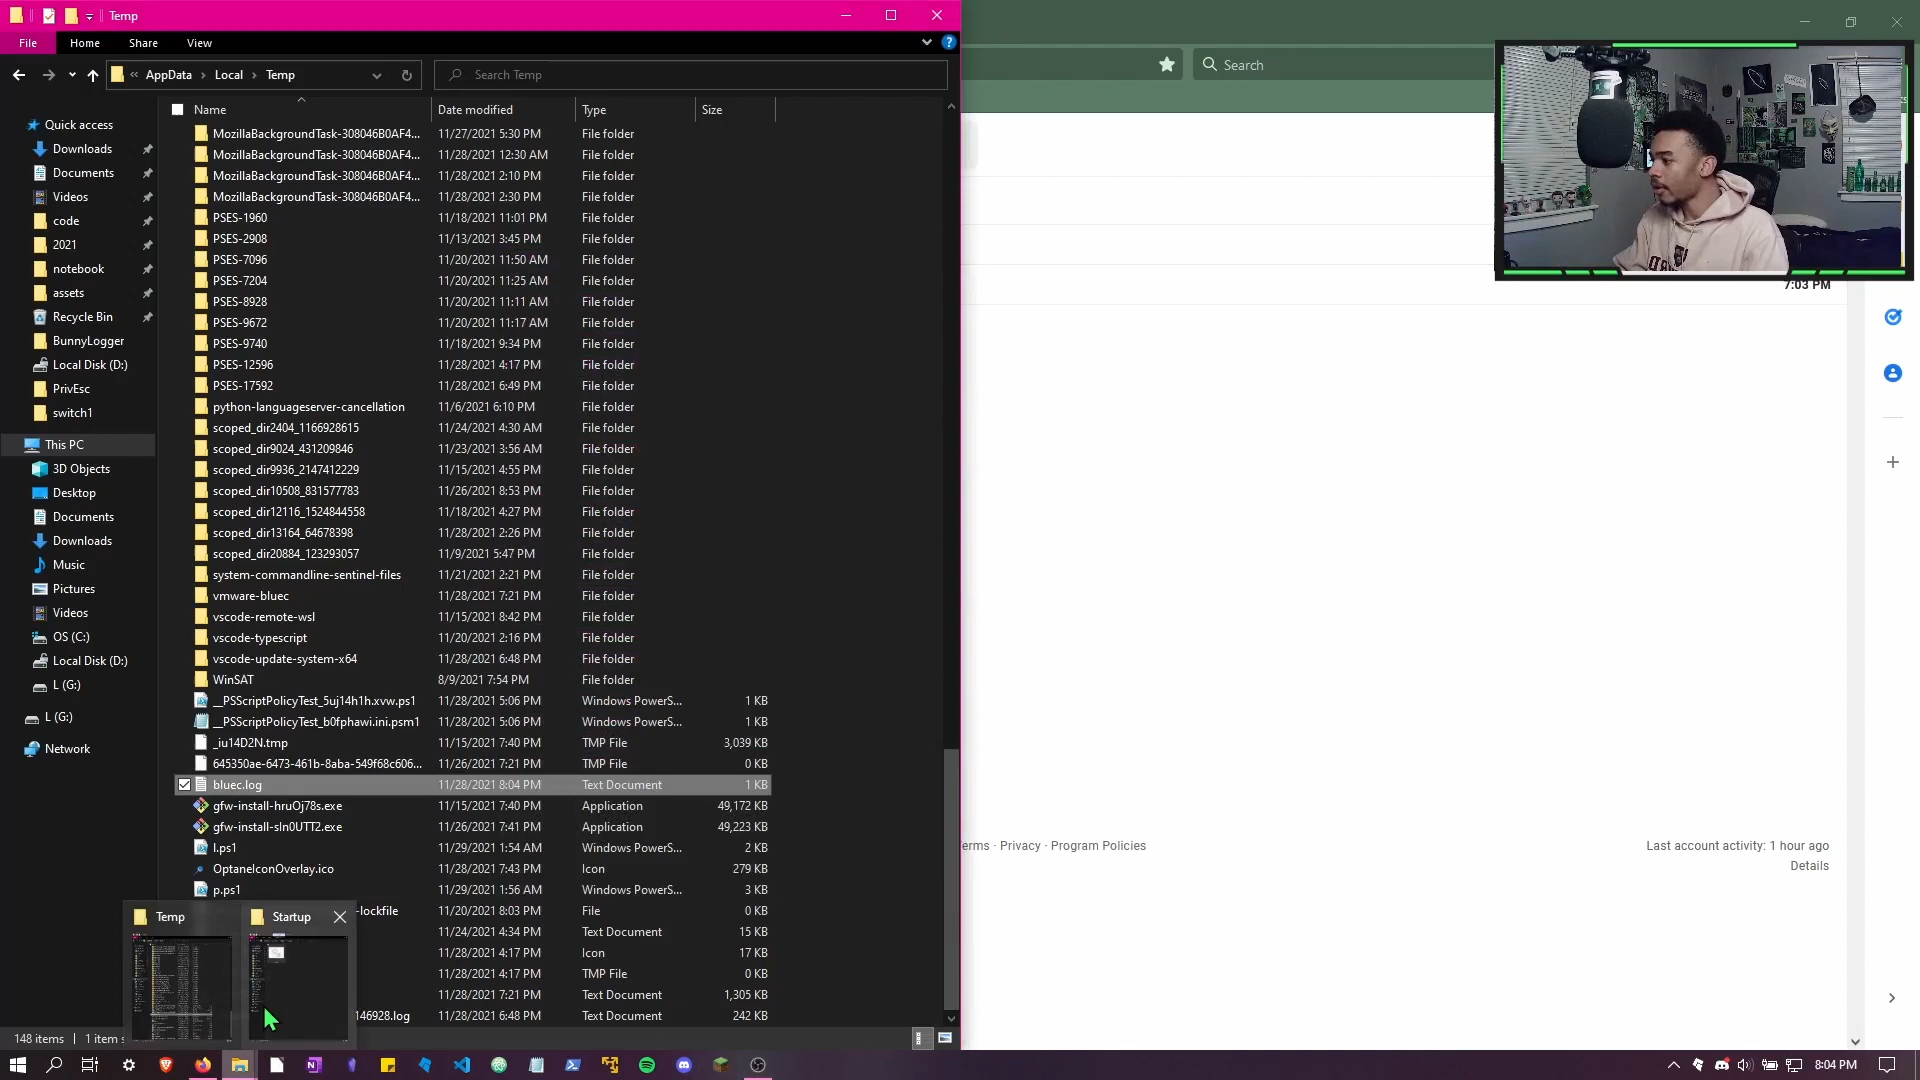 Temp
File
Home
Share
View
AppData
Local
Temp
Search Temp
Search
Name
Date modified
Type
Size
Quick access
Downloads
Documents
Videos
code
2021
notebook
assets
Recycle Bin
BunnyLogger
Local Disk (D:)
PrivEsc
switch1
This PC
3D Objects
Desktop
Documents
Downloads
Music
Pictures
Videos
OS (C:)
Local Disk (D:)
L (G:)
L (G:)
Network
MozillaBackgroundTask-308046B0AF4... 11/27/2021 5:30 PM File folder
MozillaBackgroundTask-308046B0AF4... 11/28/2021 12:30 AM File folder
MozillaBackgroundTask-308046B0AF4... 11/28/2021 2:10 PM File folder
MozillaBackgroundTask-308046B0AF4... 11/28/2021 2:30 PM File folder
PSES-1960 11/18/2021 11:01 PM File folder
PSES-2908 11/13/2021 3:45 PM File folder
PSES-7096 11/20/2021 11:50 AM File folder
PSES-7204 11/20/2021 11:25 AM File folder
PSES-8928 11/20/2021 11:11 AM File folder
PSES-9672 11/20/2021 11:17 AM File folder
PSES-9740 11/18/2021 9:34 PM File folder
PSES-12596 11/28/2021 4:17 PM File folder
PSES-17592 11/28/2021 6:49 PM File folder
python-languageserver-cancellation 11/6/2021 6:10 PM File folder
scoped_dir2404_1166928615 11/24/2021 4:30 AM File folder
scoped_dir9024_431209846 11/23/2021 3:56 AM File folder
scoped_dir9936_2147412229 11/15/2021 4:55 PM File folder
scoped_dir10508_831577783 11/26/2021 8:53 PM File folder
scoped_dir12116_1524844558 11/18/2021 4:27 PM File folder
scoped_dir13164_64678398 11/28/2021 2:26 PM File folder
scoped_dir20884_123293057 11/9/2021 5:47 PM File folder
system-commandline-sentinel-files 11/21/2021 2:21 PM File folder
vmware-bluec 11/28/2021 7:21 PM File folder
vscode-remote-wsl 11/15/2021 8:42 PM File folder
vscode-typescript 11/20/2021 2:16 PM File folder
vscode-update-system-x64 11/28/2021 6:48 PM File folder
WinSAT 8/9/2021 7:54 PM File folder
__PSScriptPolicyTest_5uj14h1h.xvw.ps1 11/28/2021 5:06 PM Windows PowerS... 1 KB
__PSScriptPolicyTest_b0fphawi.ini.psm1 11/28/2021 5:06 PM Windows PowerS... 1 KB
_iu14D2N.tmp 11/15/2021 7:40 PM TMP File 3,039 KB
645350ae-6473-461b-8aba-549f68c606... 11/26/2021 7:21 PM TMP File 0 KB
bluec.log 11/28/2021 8:04 PM Text Document 1 KB
gfw-install-hruOj78s.exe 11/15/2021 7:40 PM Application 49,172 KB
gfw-install-sln0UTT2.exe 11/26/2021 7:41 PM Application 49,223 KB
l.ps1 11/29/2021 1:54 AM Windows PowerS... 2 KB
OptaneIconOverlay.ico 11/28/2021 7:43 PM Icon 279 KB
p.ps1 11/29/2021 1:56 AM Windows PowerS... 3 KB
-lockfile 11/20/2021 8:03 PM File 0 KB
11/24/2021 4:34 PM Text Document 15 KB
11/28/2021 4:17 PM Icon 17 KB
11/28/2021 4:17 PM TMP File 0 KB
11/28/2021 7:21 PM Text Document 1,305 KB
146928.log 11/28/2021 6:48 PM Text Document 242 KB
Temp
Startup
148 items
1 item s
7:03 PM
erms · Privacy · Program Policies
Last account activity: 1 hour ago
Details
8:04 PM